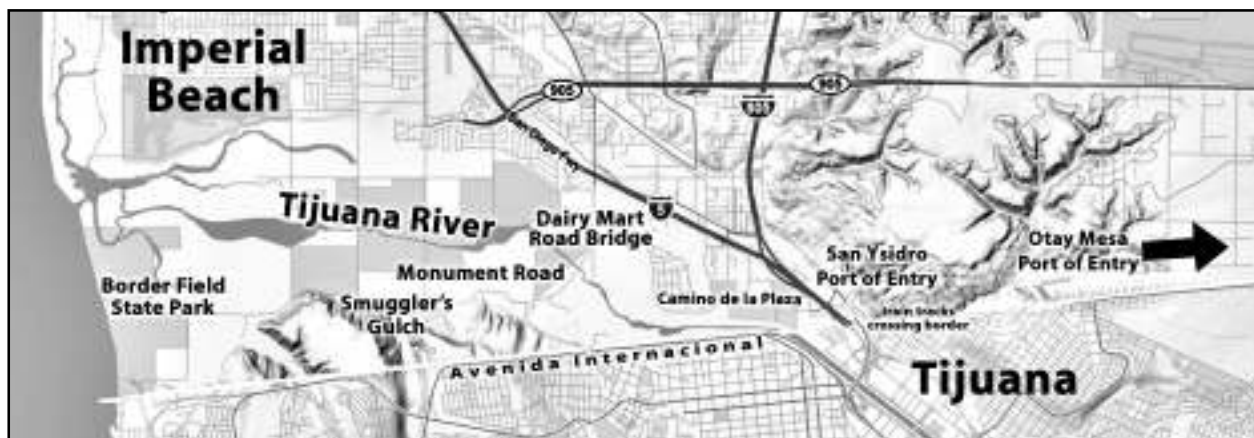 Imperial
Beach
905
905
805
San Diego Fwy
5
Tijuana River
Dairy Mart
Road Bridge
Otay Mesa
Port of Entry
San Ysidro
Port of Entry
Monument Road
Border Field
State Park
Smuggler's
Gulch
Camino de la Plaza
train tracks
crossing border
Avenida Internacional
Tijuana